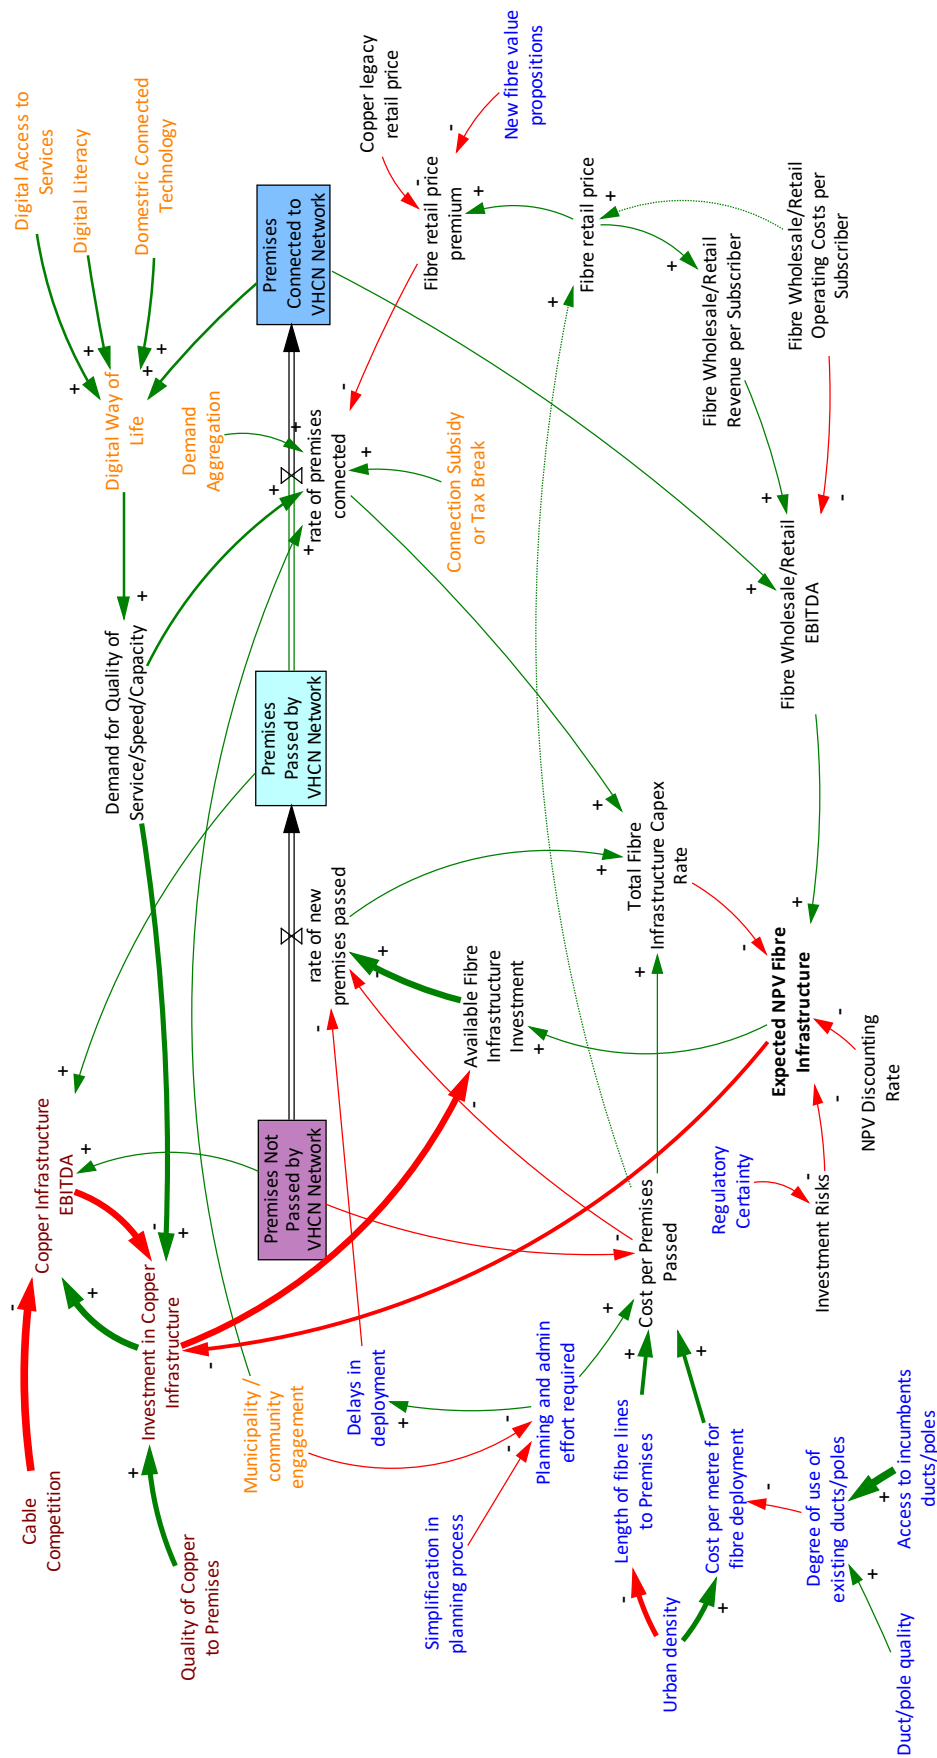 Cable
Competition
Quality of Copper
to Premises
Copper Infrastructure
EBITDA
Investment in Copper
Infrastructure
Municipality /
community
engagement
Delays in
deployment
Simplification in
planning process
Planning and admin
effort required
Length of fibre lines
to Premises
Urban density
Cost per metre for
fibre deployment
Degree of use of
existing ducts/poles
Duct/pole quality
Access to incumbents
ducts/poles
Premises Not
Passed by
VHCN Network
rate of new
premises passed
Available Fibre
Infrastructure
Investment
Cost per Premises
Passed
Regulatory
Certainty
Investment Risks
NPV Discounting
Rate
Expected NPV Fibre
Infrastructure
Total Fibre
Infrastructure Capex
Rate
Premises
Passed by
VHCN Network
Demand for Quality of
Service/Speed/Capacity
Digital Way of
Life
Digital Access to
Services
Digital Literacy
Domestric Connected
Technology
Demand
Aggregation
rate of premises
connected
Connection Subsidy
or Tax Break
Premises
Connected to
VHCN Network
Copper legacy
retail price
Fibre retail price
premium
New fibre value
propositions
Fibre retail price
Fibre Wholesale/Retail
Revenue per Subscriber
Fibre Wholesale/Retail
Operating Costs per
Subscriber
Fibre Wholesale/Retail
EBITDA